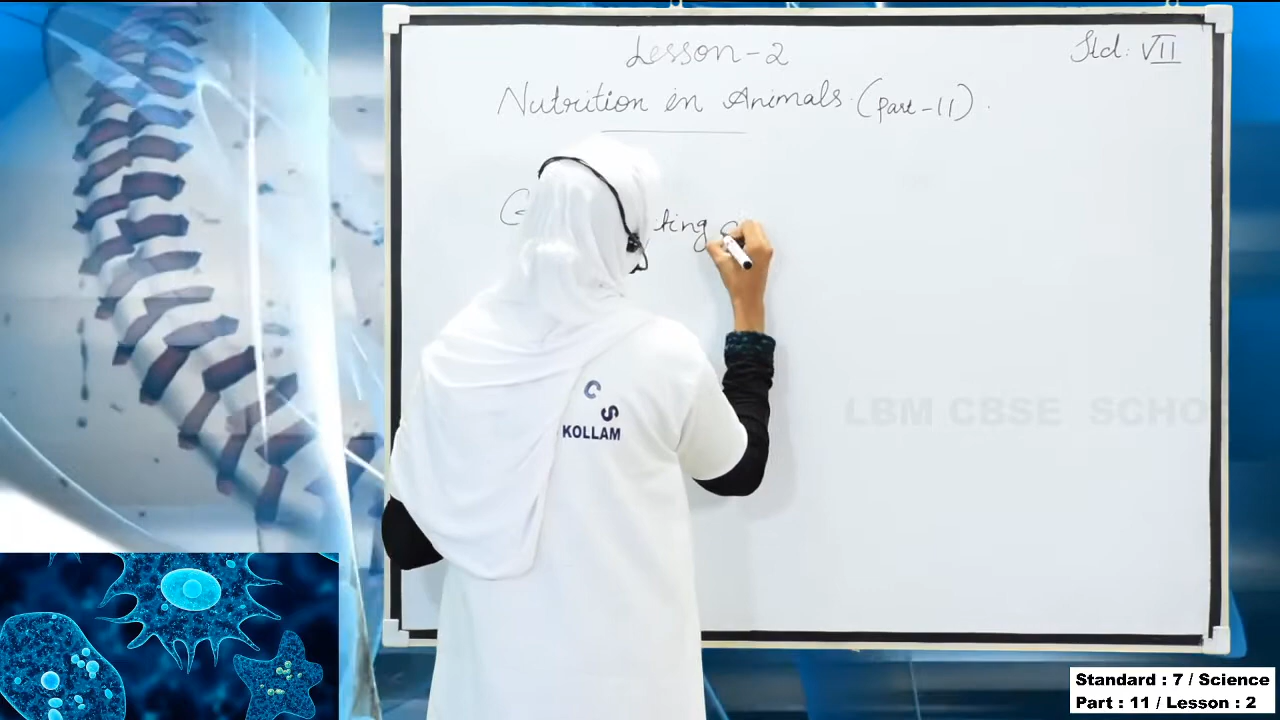 Lesson-2
Std: VII
Nutrition in Animals (Part-11).
ting
C S
KOLLAM
LBM CBSE SCHO
Standard : 7 / Science
Part : 11 / Lesson : 2